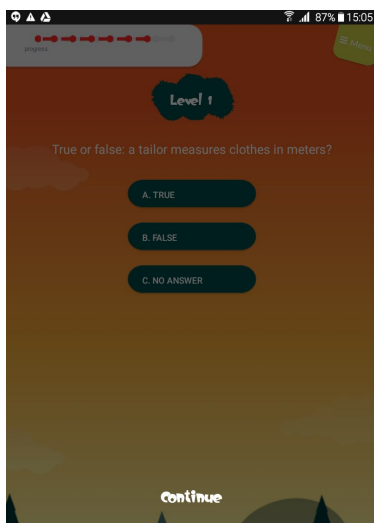 87% 15:05
progress
Menu
Level 1
True or false: a tailor measures clothes in meters?
A. TRUE
B. FALSE
C. NO ANSWER
Continue